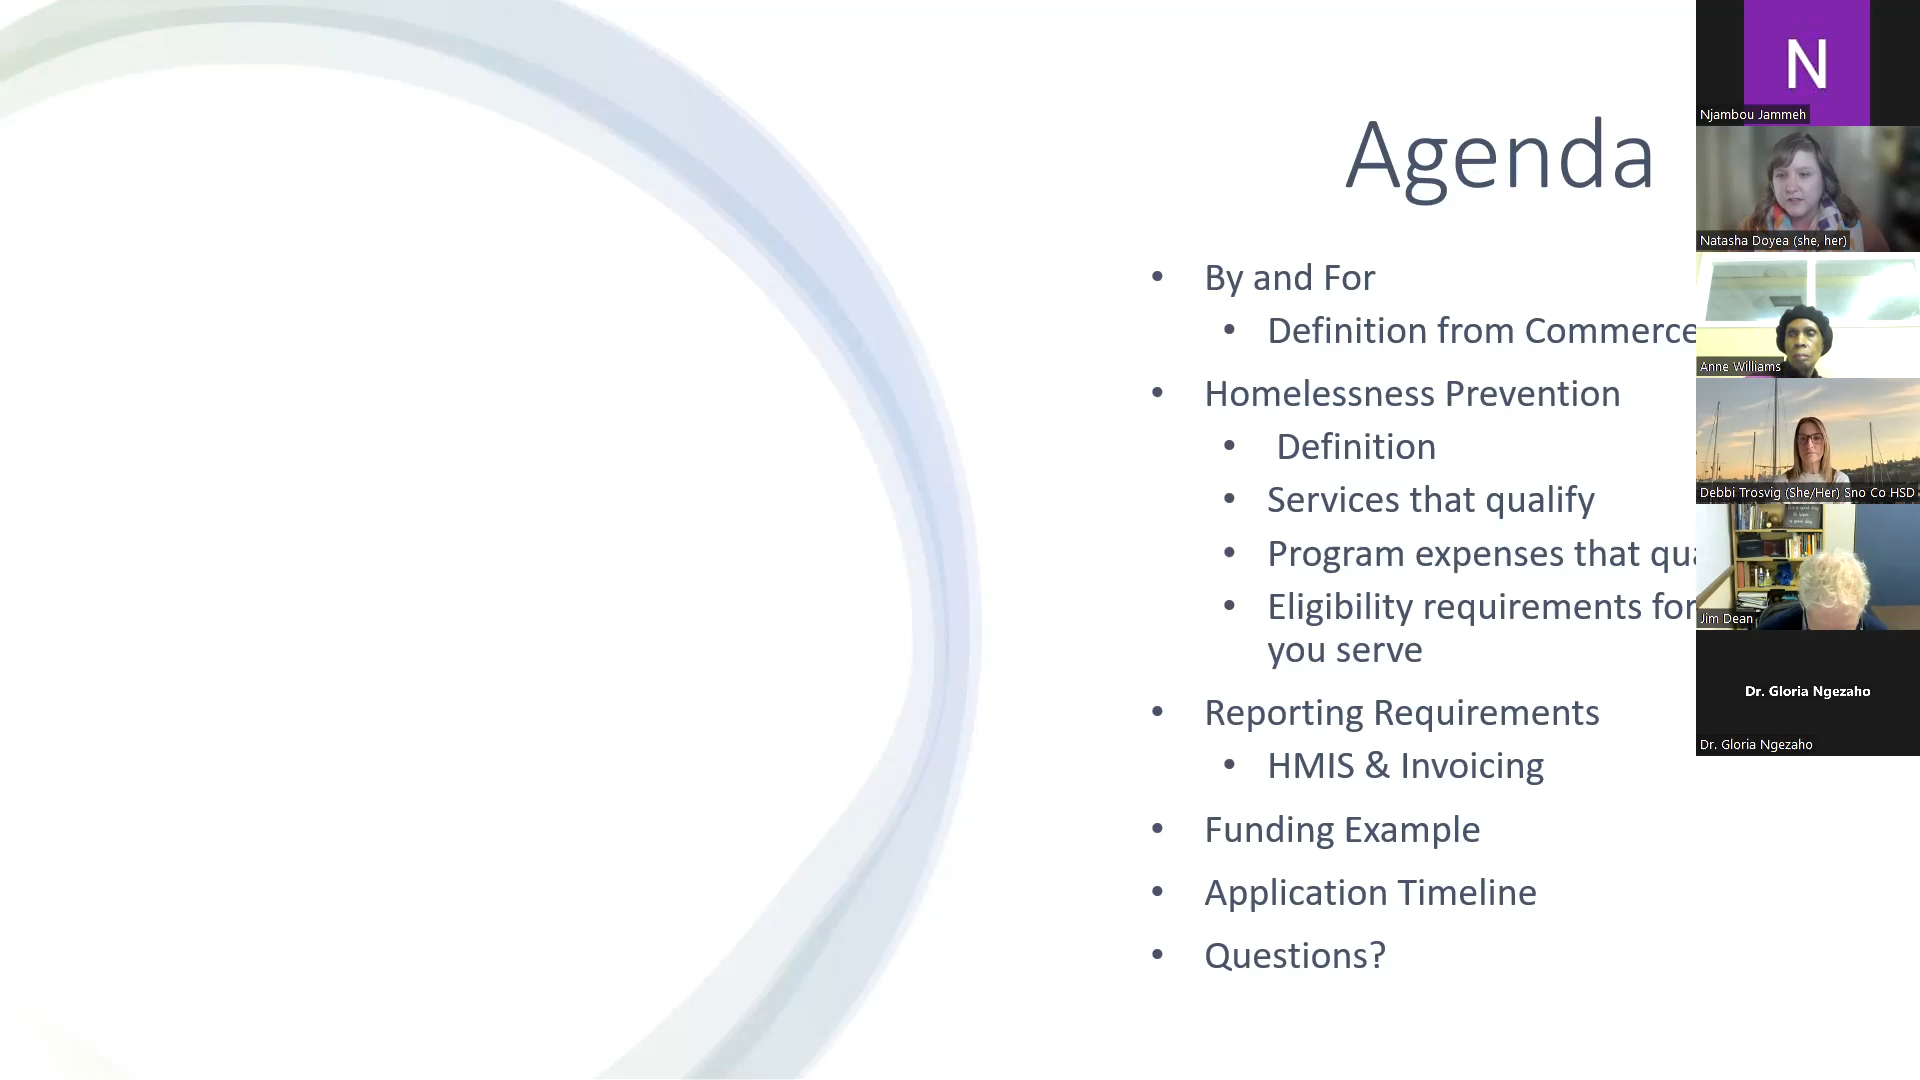 Agenda
• By and For
• Definition from Commerce
• Homelessness Prevention
• Definition
• Services that qualify
• Program expenses that
• Eligibility requirements for
you serve
• Reporting Requirements
• HMIS & Invoicing
• Funding Example
• Application Timeline
• Questions?
N
Njambou Jammeh
Natasha Doyea (she, her)
Anne Williams
Debbi Trosvig (She/Her) Sno Co HSD
Jim Dean
Dr. Gloria Ngezaho
Dr. Gloria Ngezaho